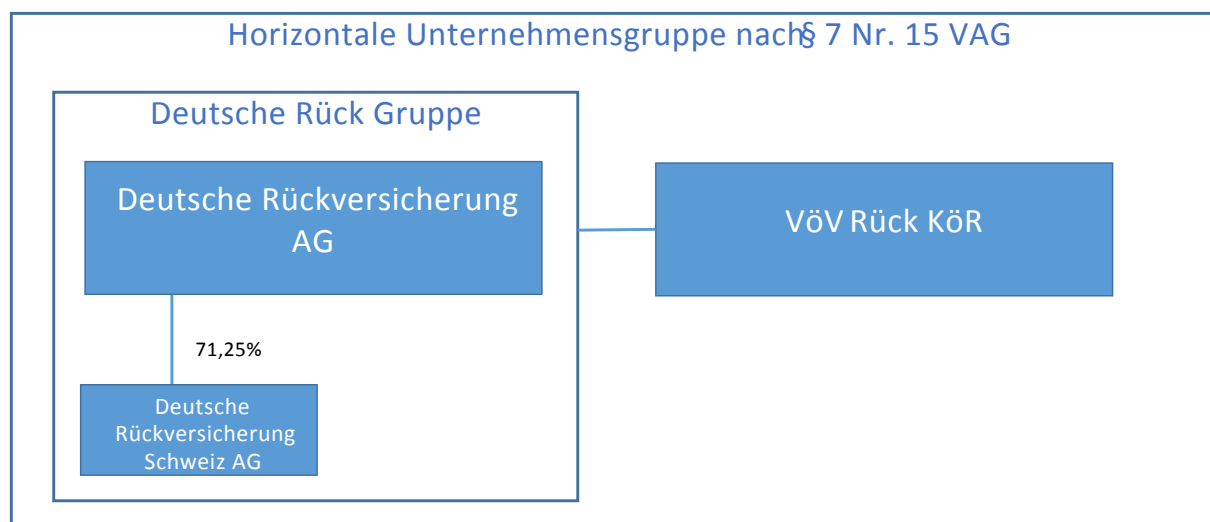 Horizontale Unternehmensgruppe nach§ 7 Nr. 15 VAG
Deutsche Rück Gruppe
Deutsche Rückversicherung
AG
VöV Rück KöR
71,25%
Deutsche
Rückversicherung
Schweiz AG